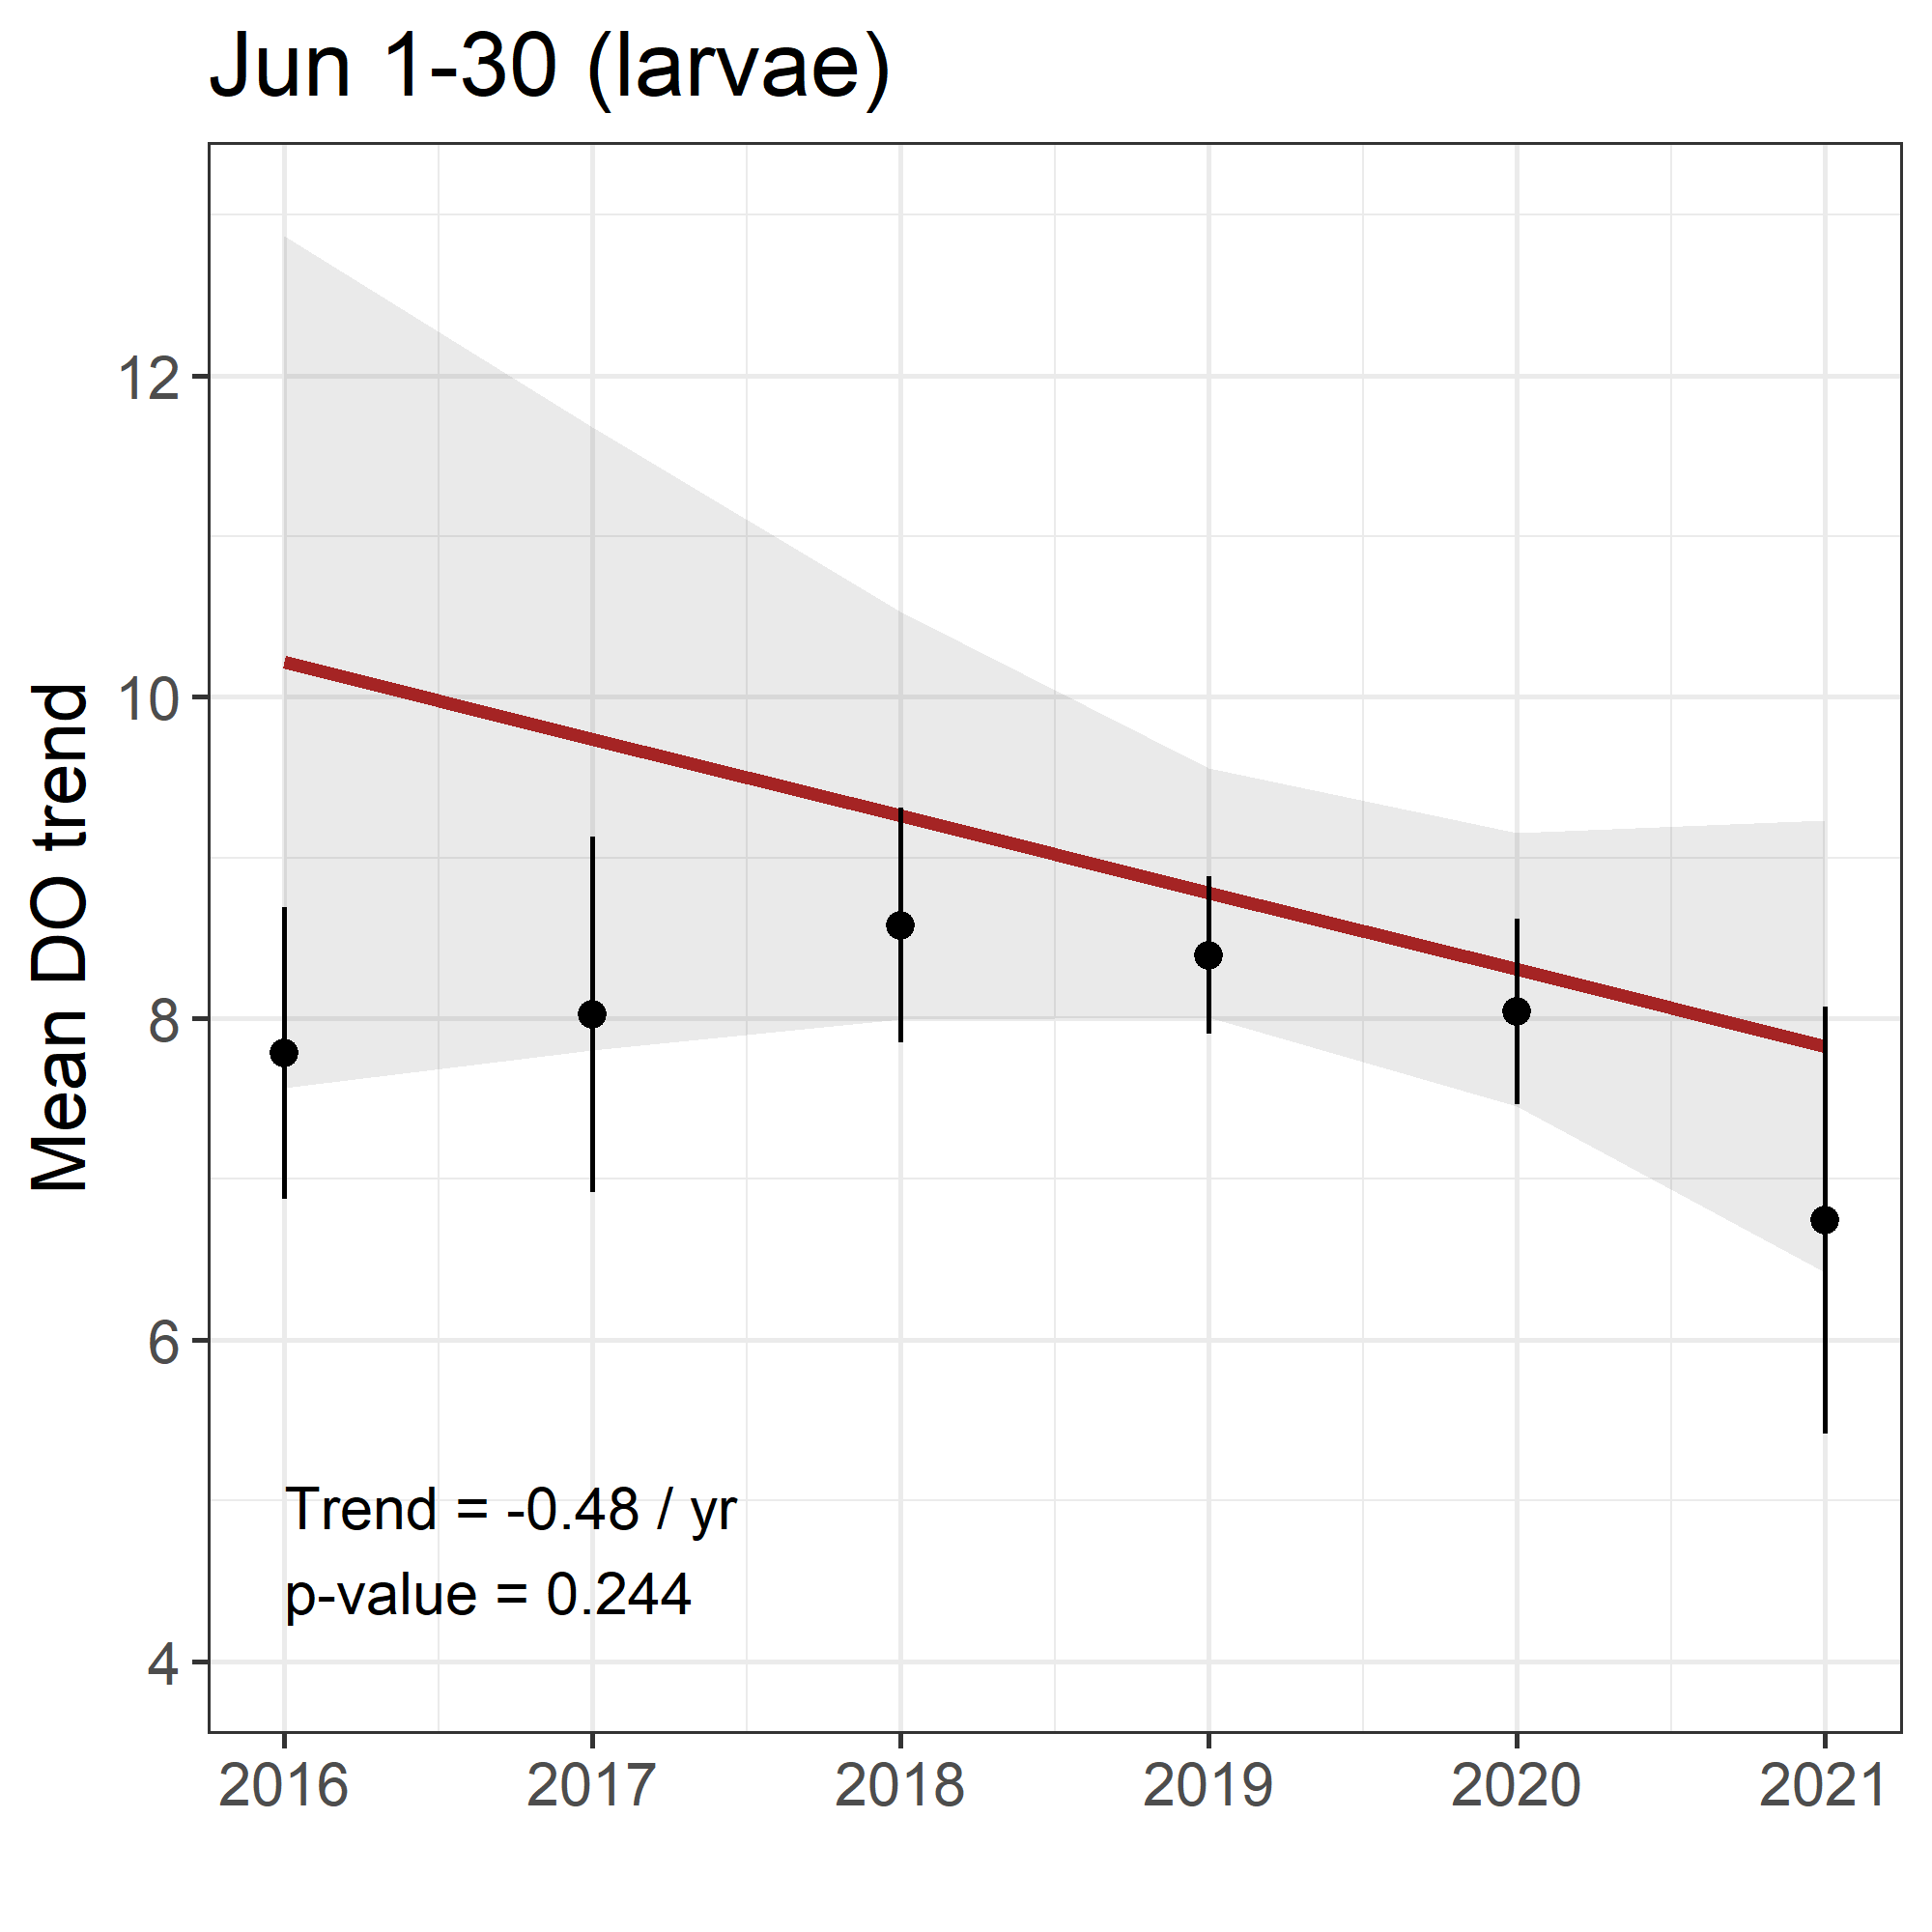 Jun 1-30 (larvae)
Mean DO trend
12
10
8
6
4
Trend = -0.48 / yr
p-value = 0.244
2016 2017 2018 2019 2020 2021